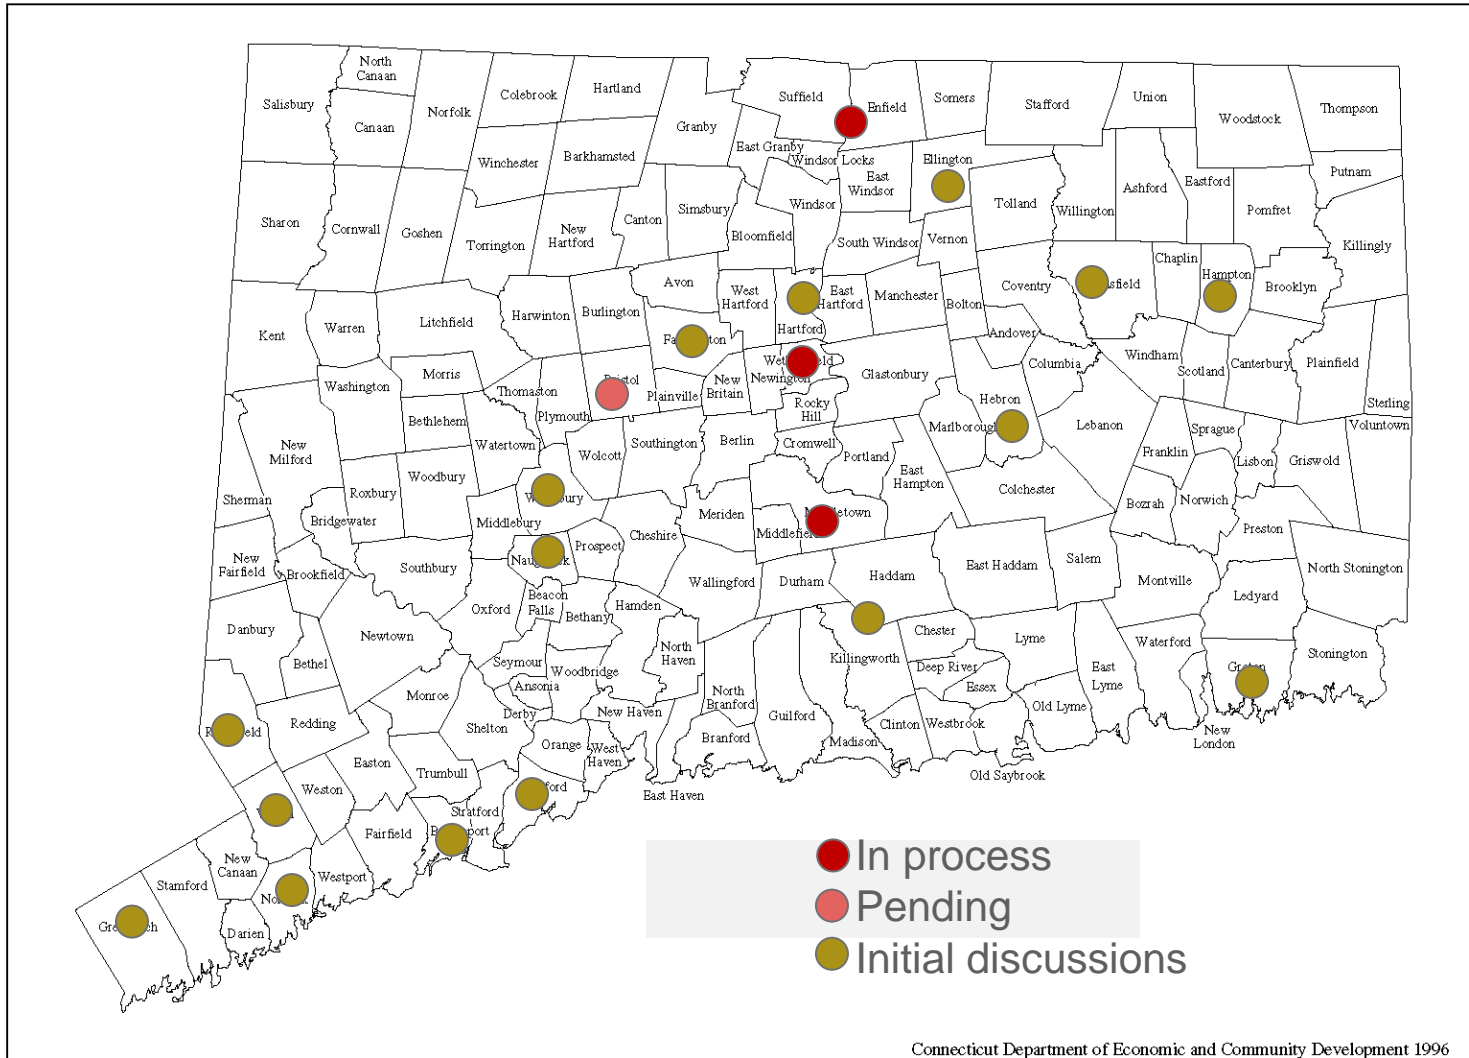 North
Canaan
Colebrook
Hartland
Salisbury
Norfolk
Canaan
Suffield
Enfield
Somers
Stafford
Union
Woodstock
Thompson
Granby
East Granby
Windsor Locks
Winchester
Barkhamsted
East
Windsor
Ellington
Ashford
Eastford
Putnam
Sharon
Cornwall
Goshen
Torrington
New
Hartford
Canton
Simsbury
Bloomfield
Windsor
South Windsor
Vernon
Tolland
Willington
Pomfret
Killingly
Kent
Warren
Litchfield
Harwinton
Burlington
Avon
West
Hartford
Hartford
East
Hartford
Manchester
Bolton
Coventry
Andover
Columbia
sfield
Chaplin
Hampton
Brooklyn
Washington
Morris
Bethlehem
Thomaston
Plymouth
Plainville
New
Britain
Newington
Rocky
Hill
Glastonbury
Hebron
Marlborough
Windham
Scotland
Canterbury
Plainfield
Sterling
Voluntown
New
Milford
Sherman
Roxbury
Woodbury
Watertown
Wolcott
Southington
Berlin
Cromwell
Portland
East
Hampton
Lebanon
Colchester
Franklin
Sprague
Lisbon
Griswold
Bozrah
Norwich
Preston
Bridgewater
Middlebury
Prospect
Cheshire
Meriden
Middlefield
New
Fairfield
Brookfield
Southbury
Oxford
Beacon
Falls
Bethany
Hamden
Wallingford
Durham
Haddam
East Haddam
Salem
Montville
Ledyard
North Stonington
Danbury
Bethel
Newtown
Seymour
Woodbridge
North
Haven
Killingworth
Chester
Deep River
Essex
Lyme
East
Lyme
Waterford
Stonington
Redding
Monroe
Ansonia
Derby
Shelton
New Haven
North
Branford
Guilford
Madison
Clinton
Westbrook
Old Lyme
New
London
Easton
Trumbull
Orange
West
Haven
Branford
East Haven
Old Saybrook
Weston
Fairfield
Stratford
ford
New
Canaan
Westport
Stamford
Darien
In process
Pending
Initial discussions
Connecticut Department of Economic and Community Development 1996